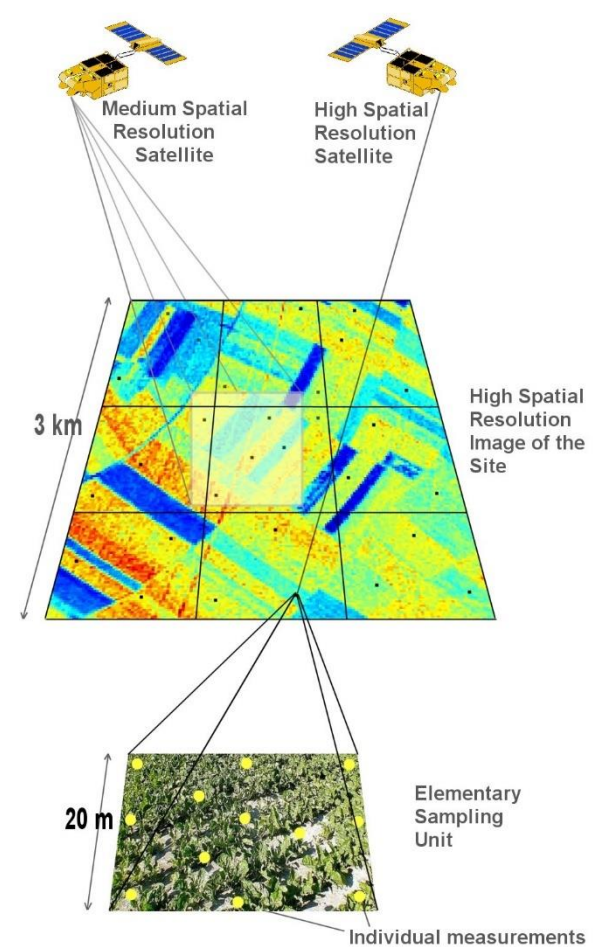 Medium Spatial
Resolution
Satellite
High Spatial
Resolution
Satellite
3 km
High Spatial
Resolution
Image of the
Site
20 m
Elementary
Sampling
Unit
Individual measurements